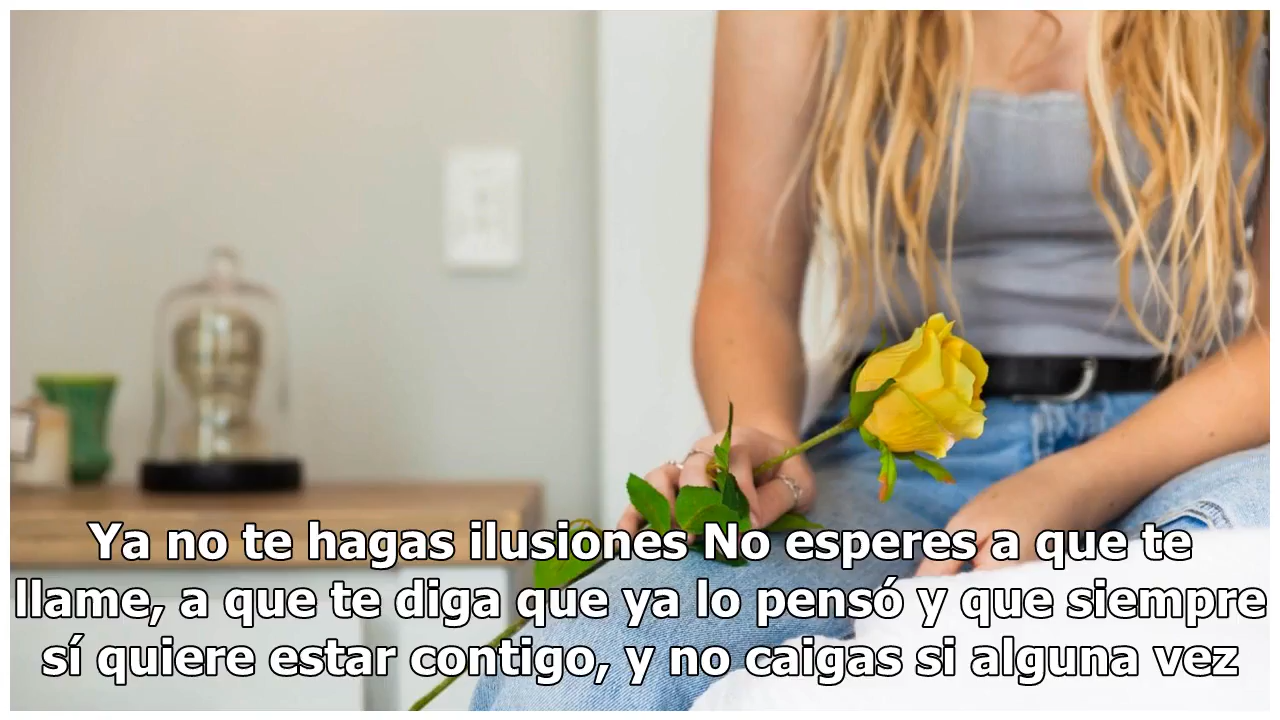 Ya no te hagas ilusiones No esperes a que te
llame, a que te diga que ya lo pensó y que siempre
sí quiere estar contigo, y no caigas si alguna vez